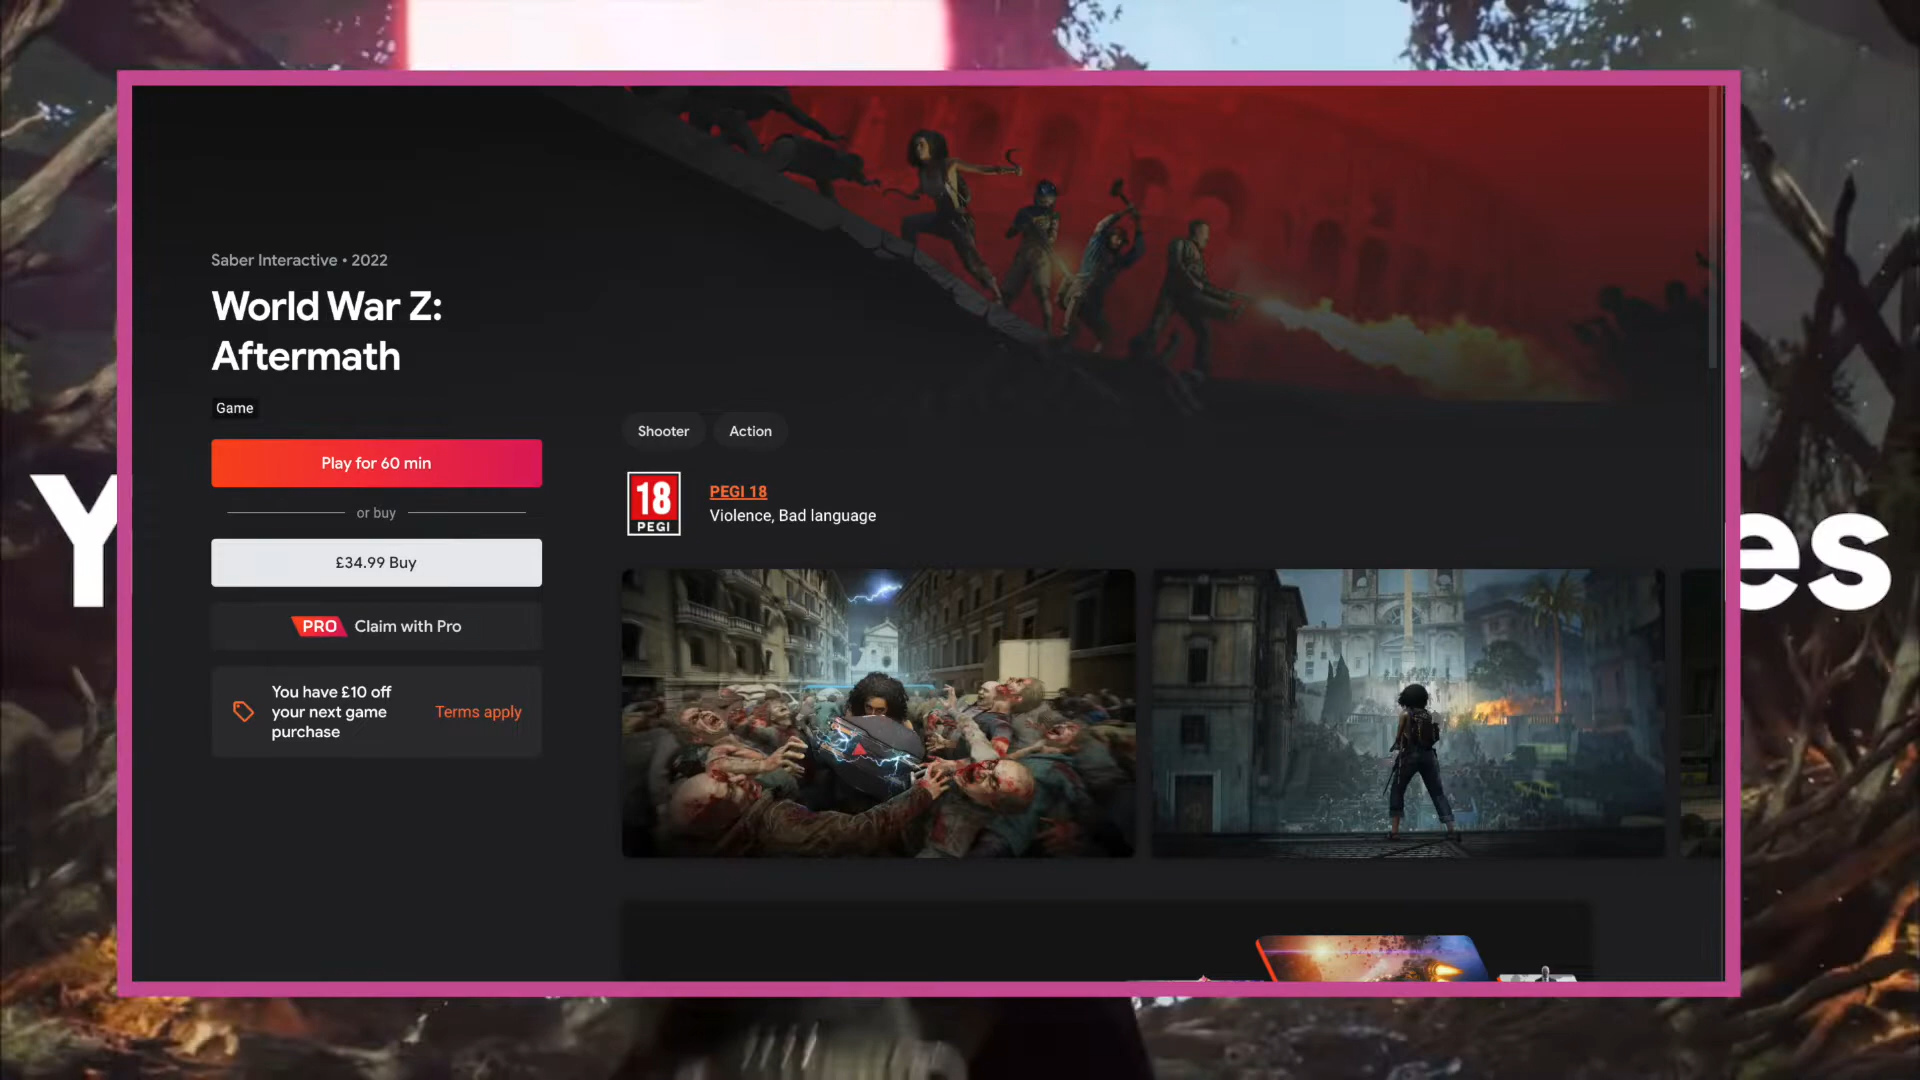 Saber Interactive • 2022
World War Z:
Aftermath
Game
Play for 60 min
or buy
£34.99 Buy
PRO Claim with Pro
You have £10 off
your next game
purchase
Terms apply
Shooter
Action
18
PEGI
PEGI 18
Violence, Bad language
Y
es